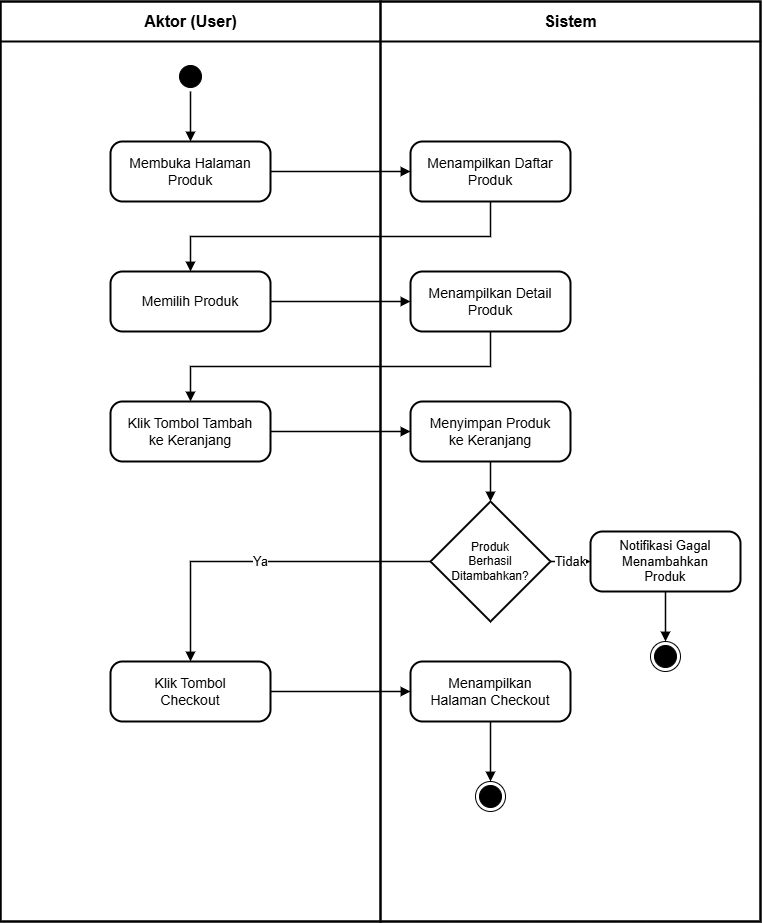 Aktor (User)
Sistem
Membuka Halaman
Produk
Menampilkan Daftar
Produk
Memilih Produk
Menampilkan Detail
Produk
Klik Tombol Tambah
ke Keranjang
Menyimpan Produk
ke Keranjang
Produk
Berhasil
Ditambahkan?
Ya
Tidak
Notifikasi Gagal
Menambahkan
Produk
Klik Tombol
Checkout
Menampilkan
Halaman Checkout